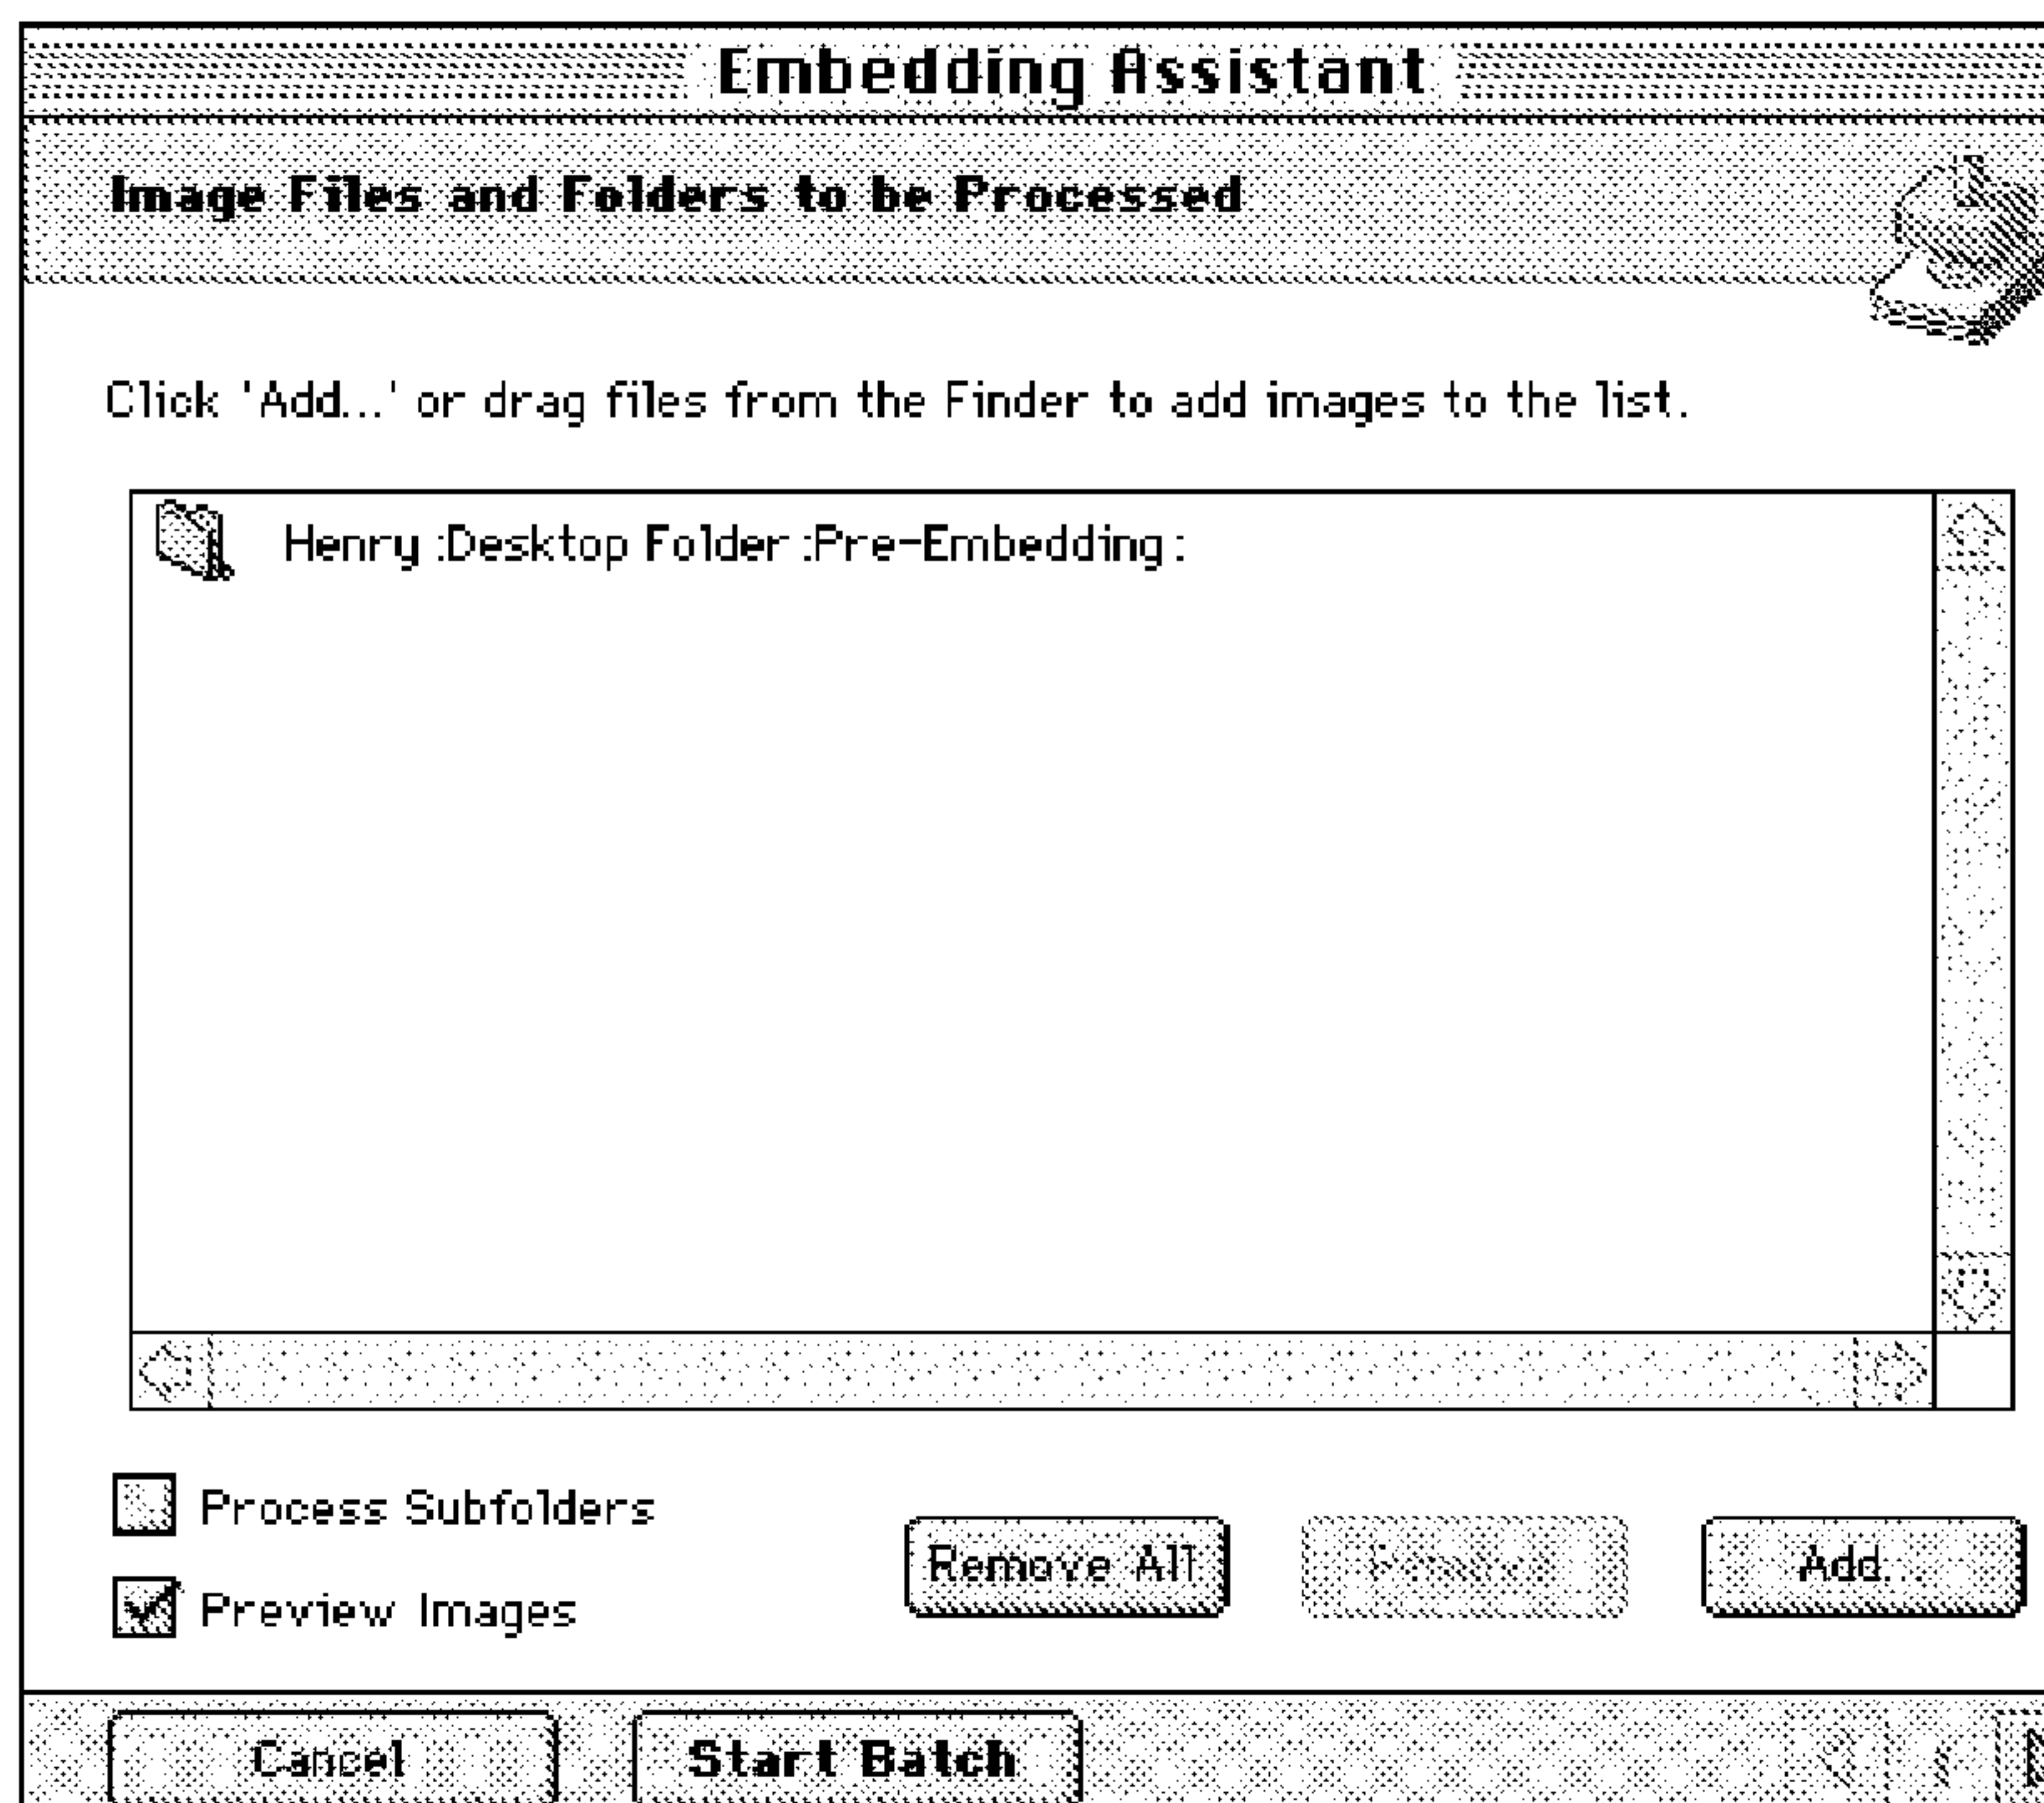 Embedding Assistant
Image Files and Folders to be Processed
Click 'Add...' or drag files from the Finder to add images to the list.
Henry:Desktop Folder:Pre-Embedding:
Process Subfolders
Preview Images
Remove All
Add...
Cancel
Start Batch